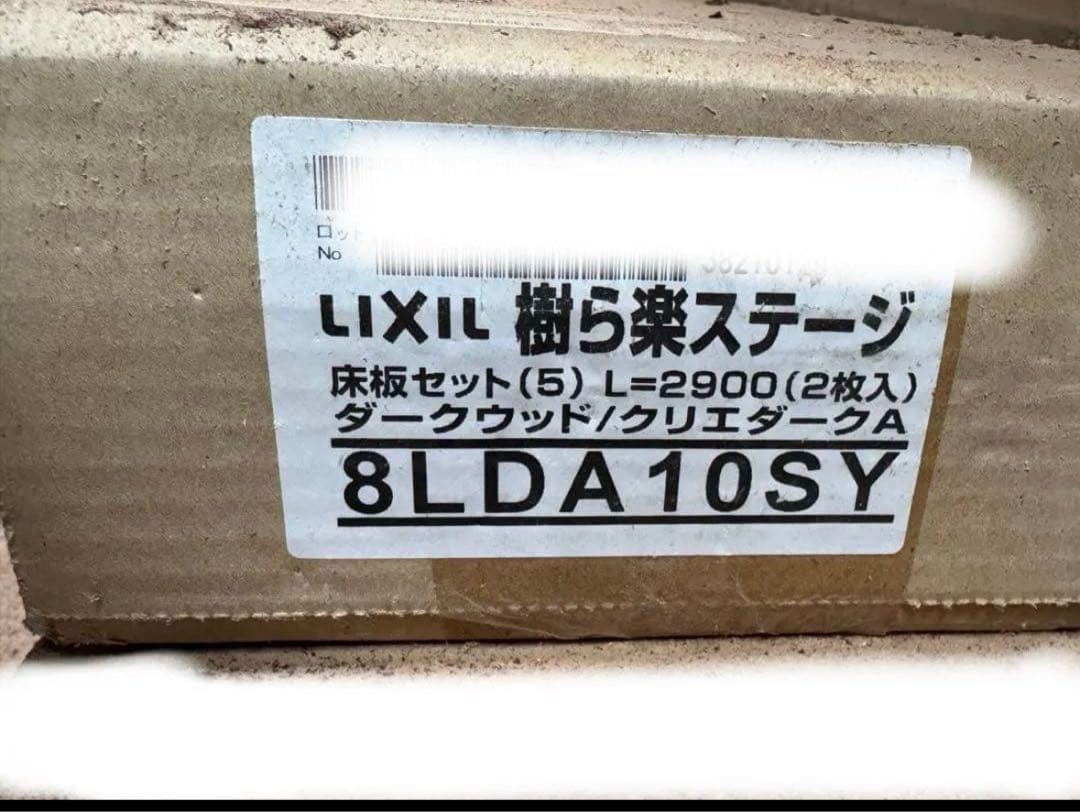 ロット
No
LIXIL 樹ら楽ステージ
床板セット(5) L=2900(2枚入)
ダークウッド/クリエダークA
8LDA10SY